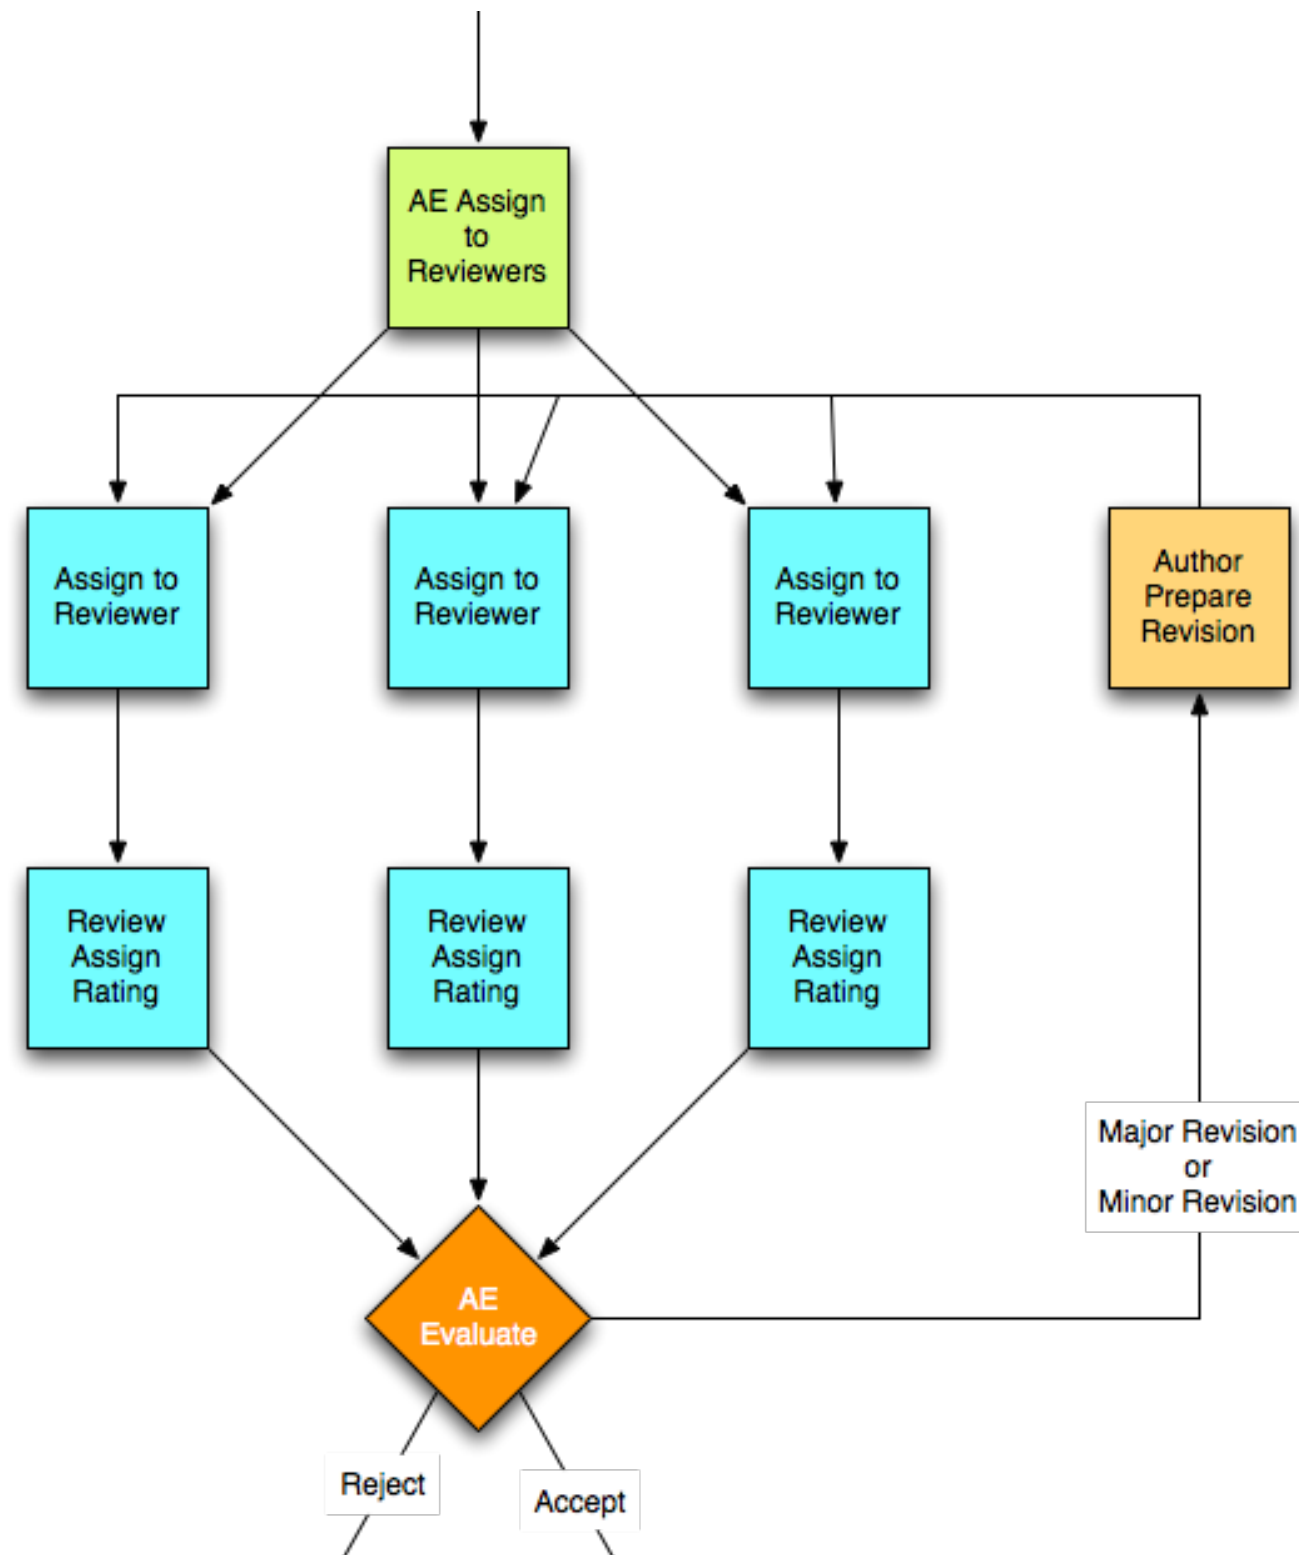 AE Assign
to
Reviewers
Assign to
Reviewer
Assign to
Reviewer
Assign to
Reviewer
Author
Prepare
Revision
Review
Assign
Rating
Review
Assign
Rating
Review
Assign
Rating
Major Revision
or
Minor Revision
AE
Evaluate
Reject
Accept